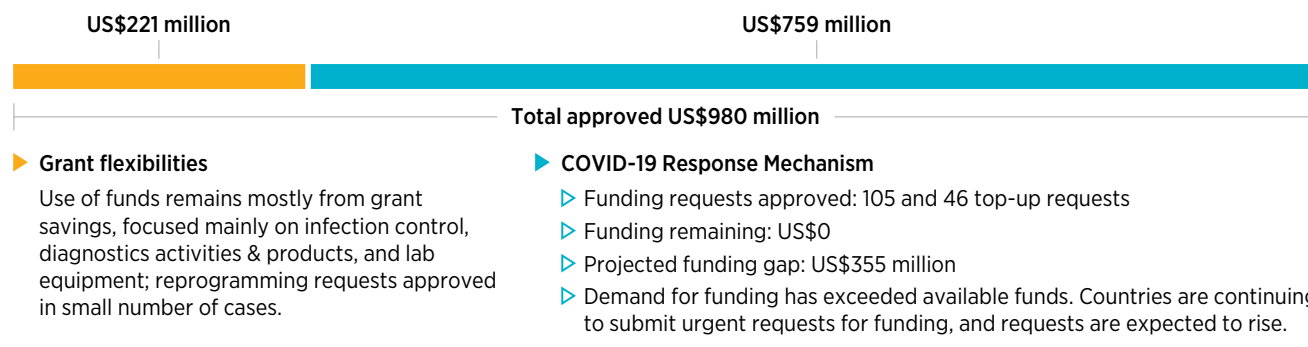 US$221 million
US$759 million
Total approved US$980 million
Grant flexibilities
Use of funds remains mostly from grant
savings, focused mainly on infection control,
diagnostics activities & products, and lab
equipment; reprogramming requests approved
in small number of cases.
COVID-19 Response Mechanism
Funding requests approved: 105 and 46 top-up requests
Funding remaining: US$0
Projected funding gap: US$355 million
Demand for funding has exceeded available funds. Countries are continuing
to submit urgent requests for funding, and requests are expected to rise.